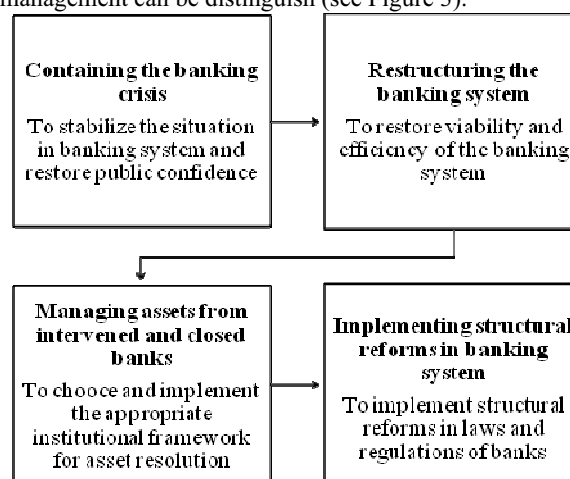 management can be distinguish (see Figure 3).
Containing the banking
crisis
To stabilize the situation
in banking system and
restore public confidence
Restructuring the
banking system
To restore viability and
efficiency of the banking
system
Managing assets from
intervened and closed
banks
To chooce and implement
the appropriate
institutional framework
for asset resolution
Implementing structural
reforms in banking
system
To implement structural
reforms in laws and
regulations of banks